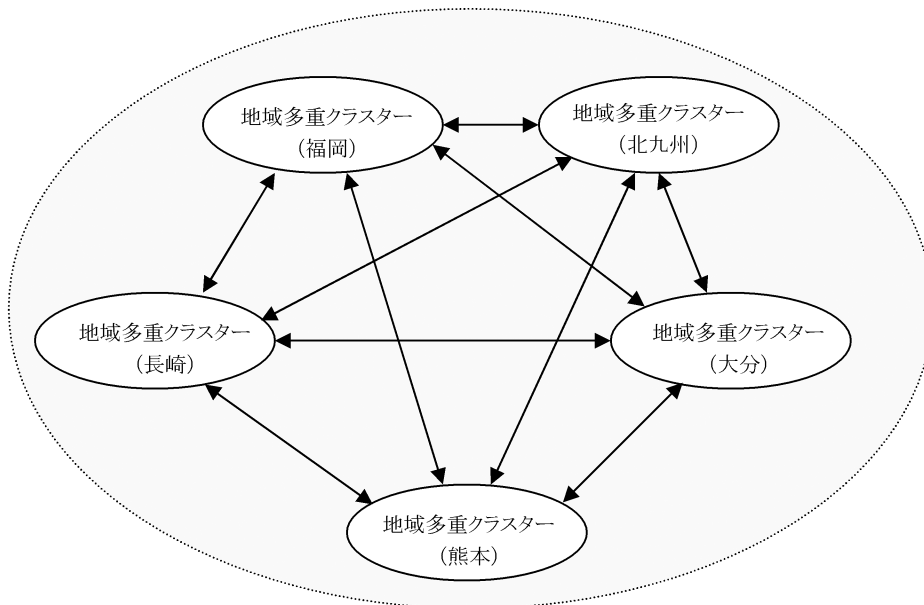 地域多重クラスター
（福岡）
地域多重クラスター
（北九州）
地域多重クラスター
（長崎）
地域多重クラスター
（大分）
地域多重クラスター
（熊本）